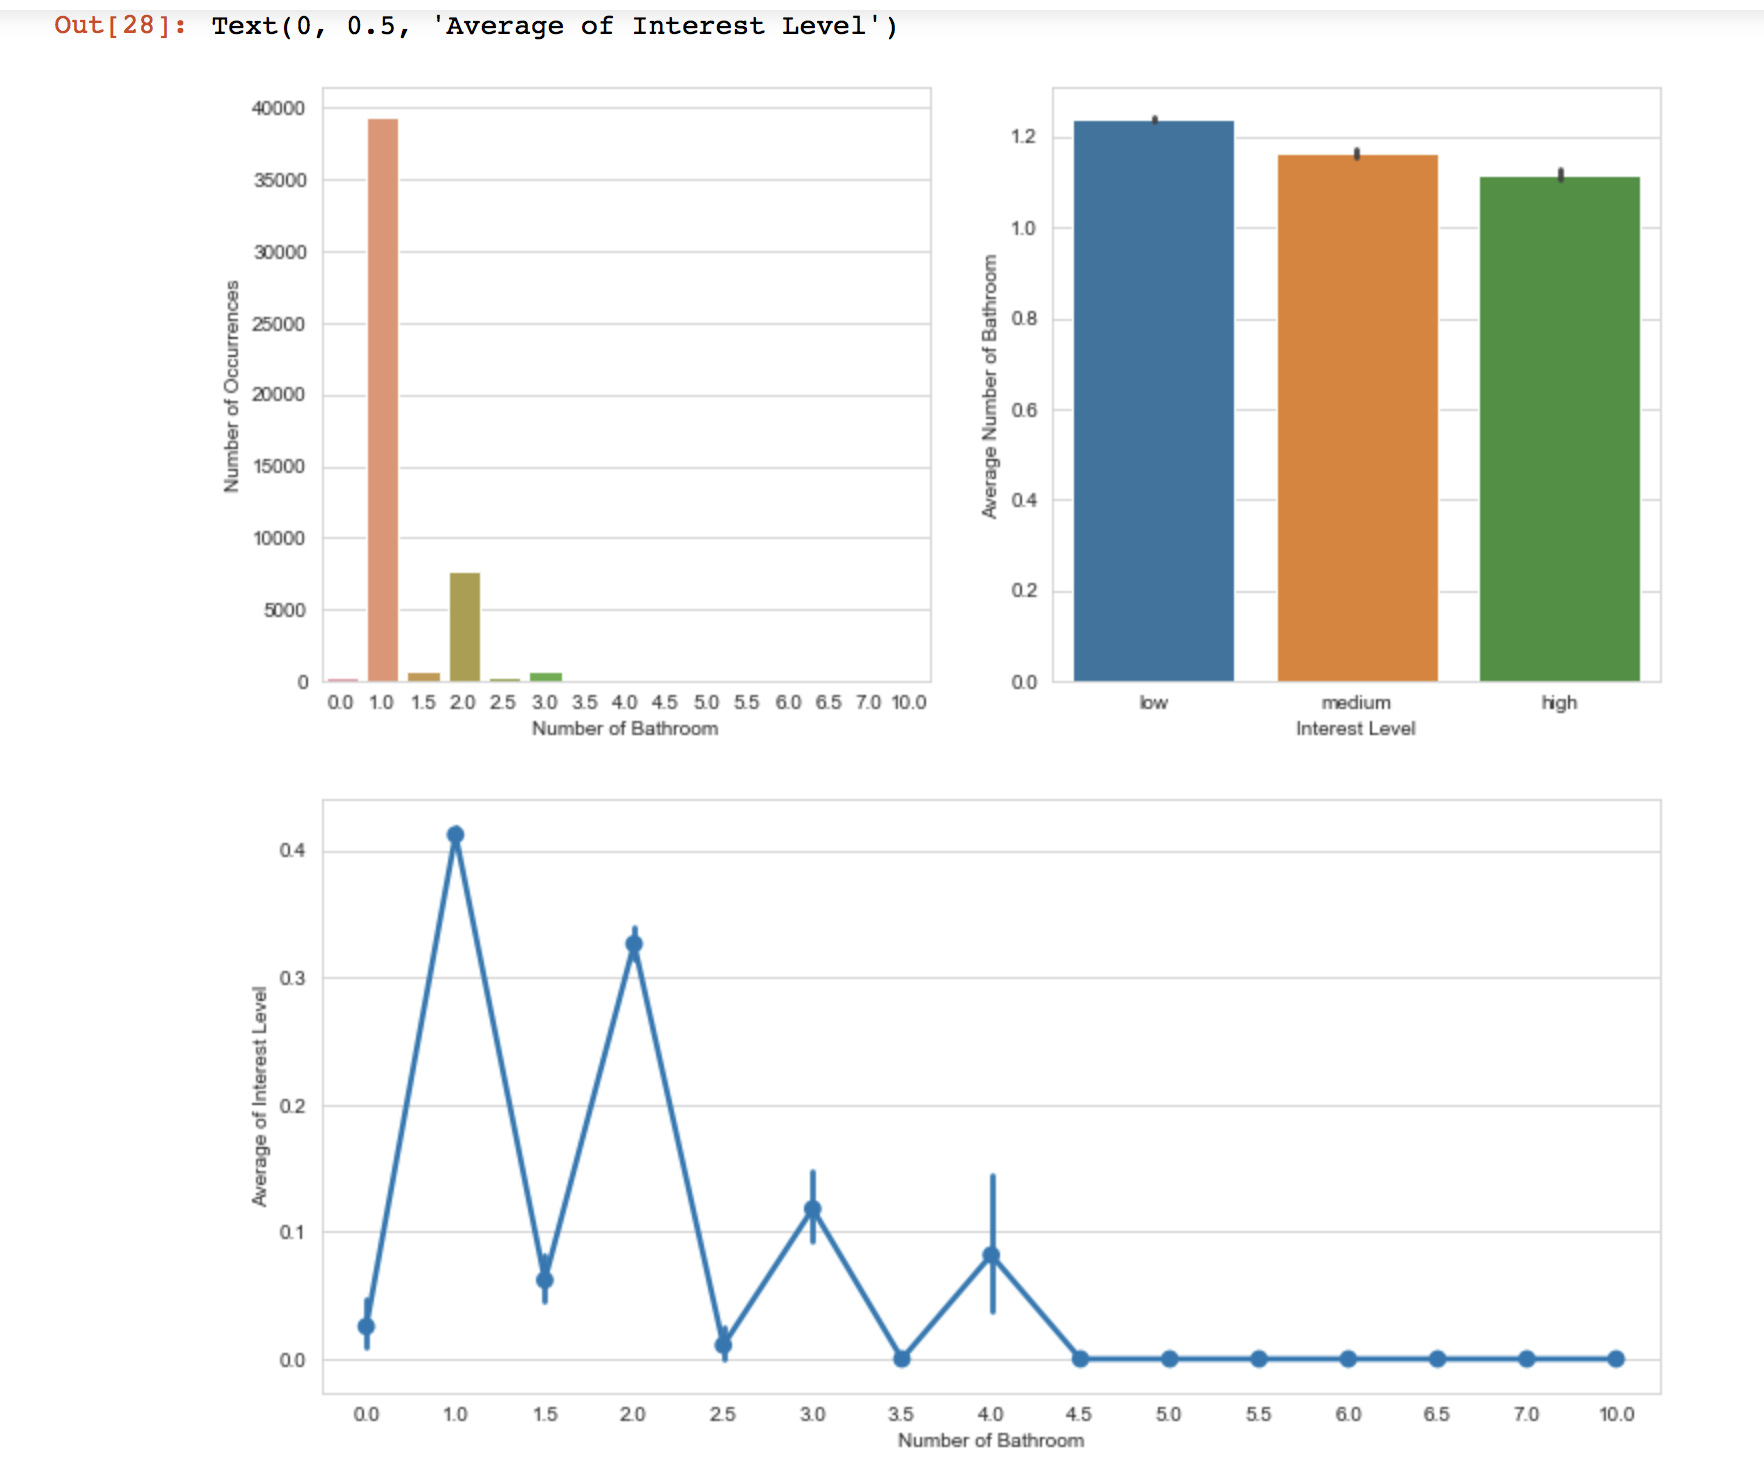 Out[28]: Text(0, 0.5, 'Average of Interest Level')
40000
35000
30000
25000
20000
15000
10000
5000
0
Number of Occurrences
0.0 1.0 1.5 2.0 2.5 3.0 3.5 4.0 4.5 5.0 5.5 6.0 6.5 7.0 10.0
Number of Bathroom
1.2
1.0
0.8
0.6
0.4
0.2
0.0
Average Number of Bathroom
low medium high
Interest Level
0.4
0.3
0.2
0.1
0.0
Average of Interest Level
0.0 1.0 1.5 2.0 2.5 3.0 3.5 4.0 4.5 5.0 5.5 6.0 6.5 7.0 10.0
Number of Bathroom